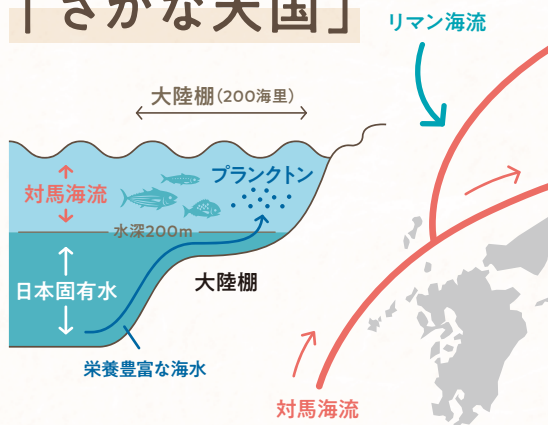 「さかな天国」
リマン海流
大陸棚(200海里)
プランクトン
対馬海流
水深200m
日本固有水
大陸棚
栄養豊富な海水
対馬海流